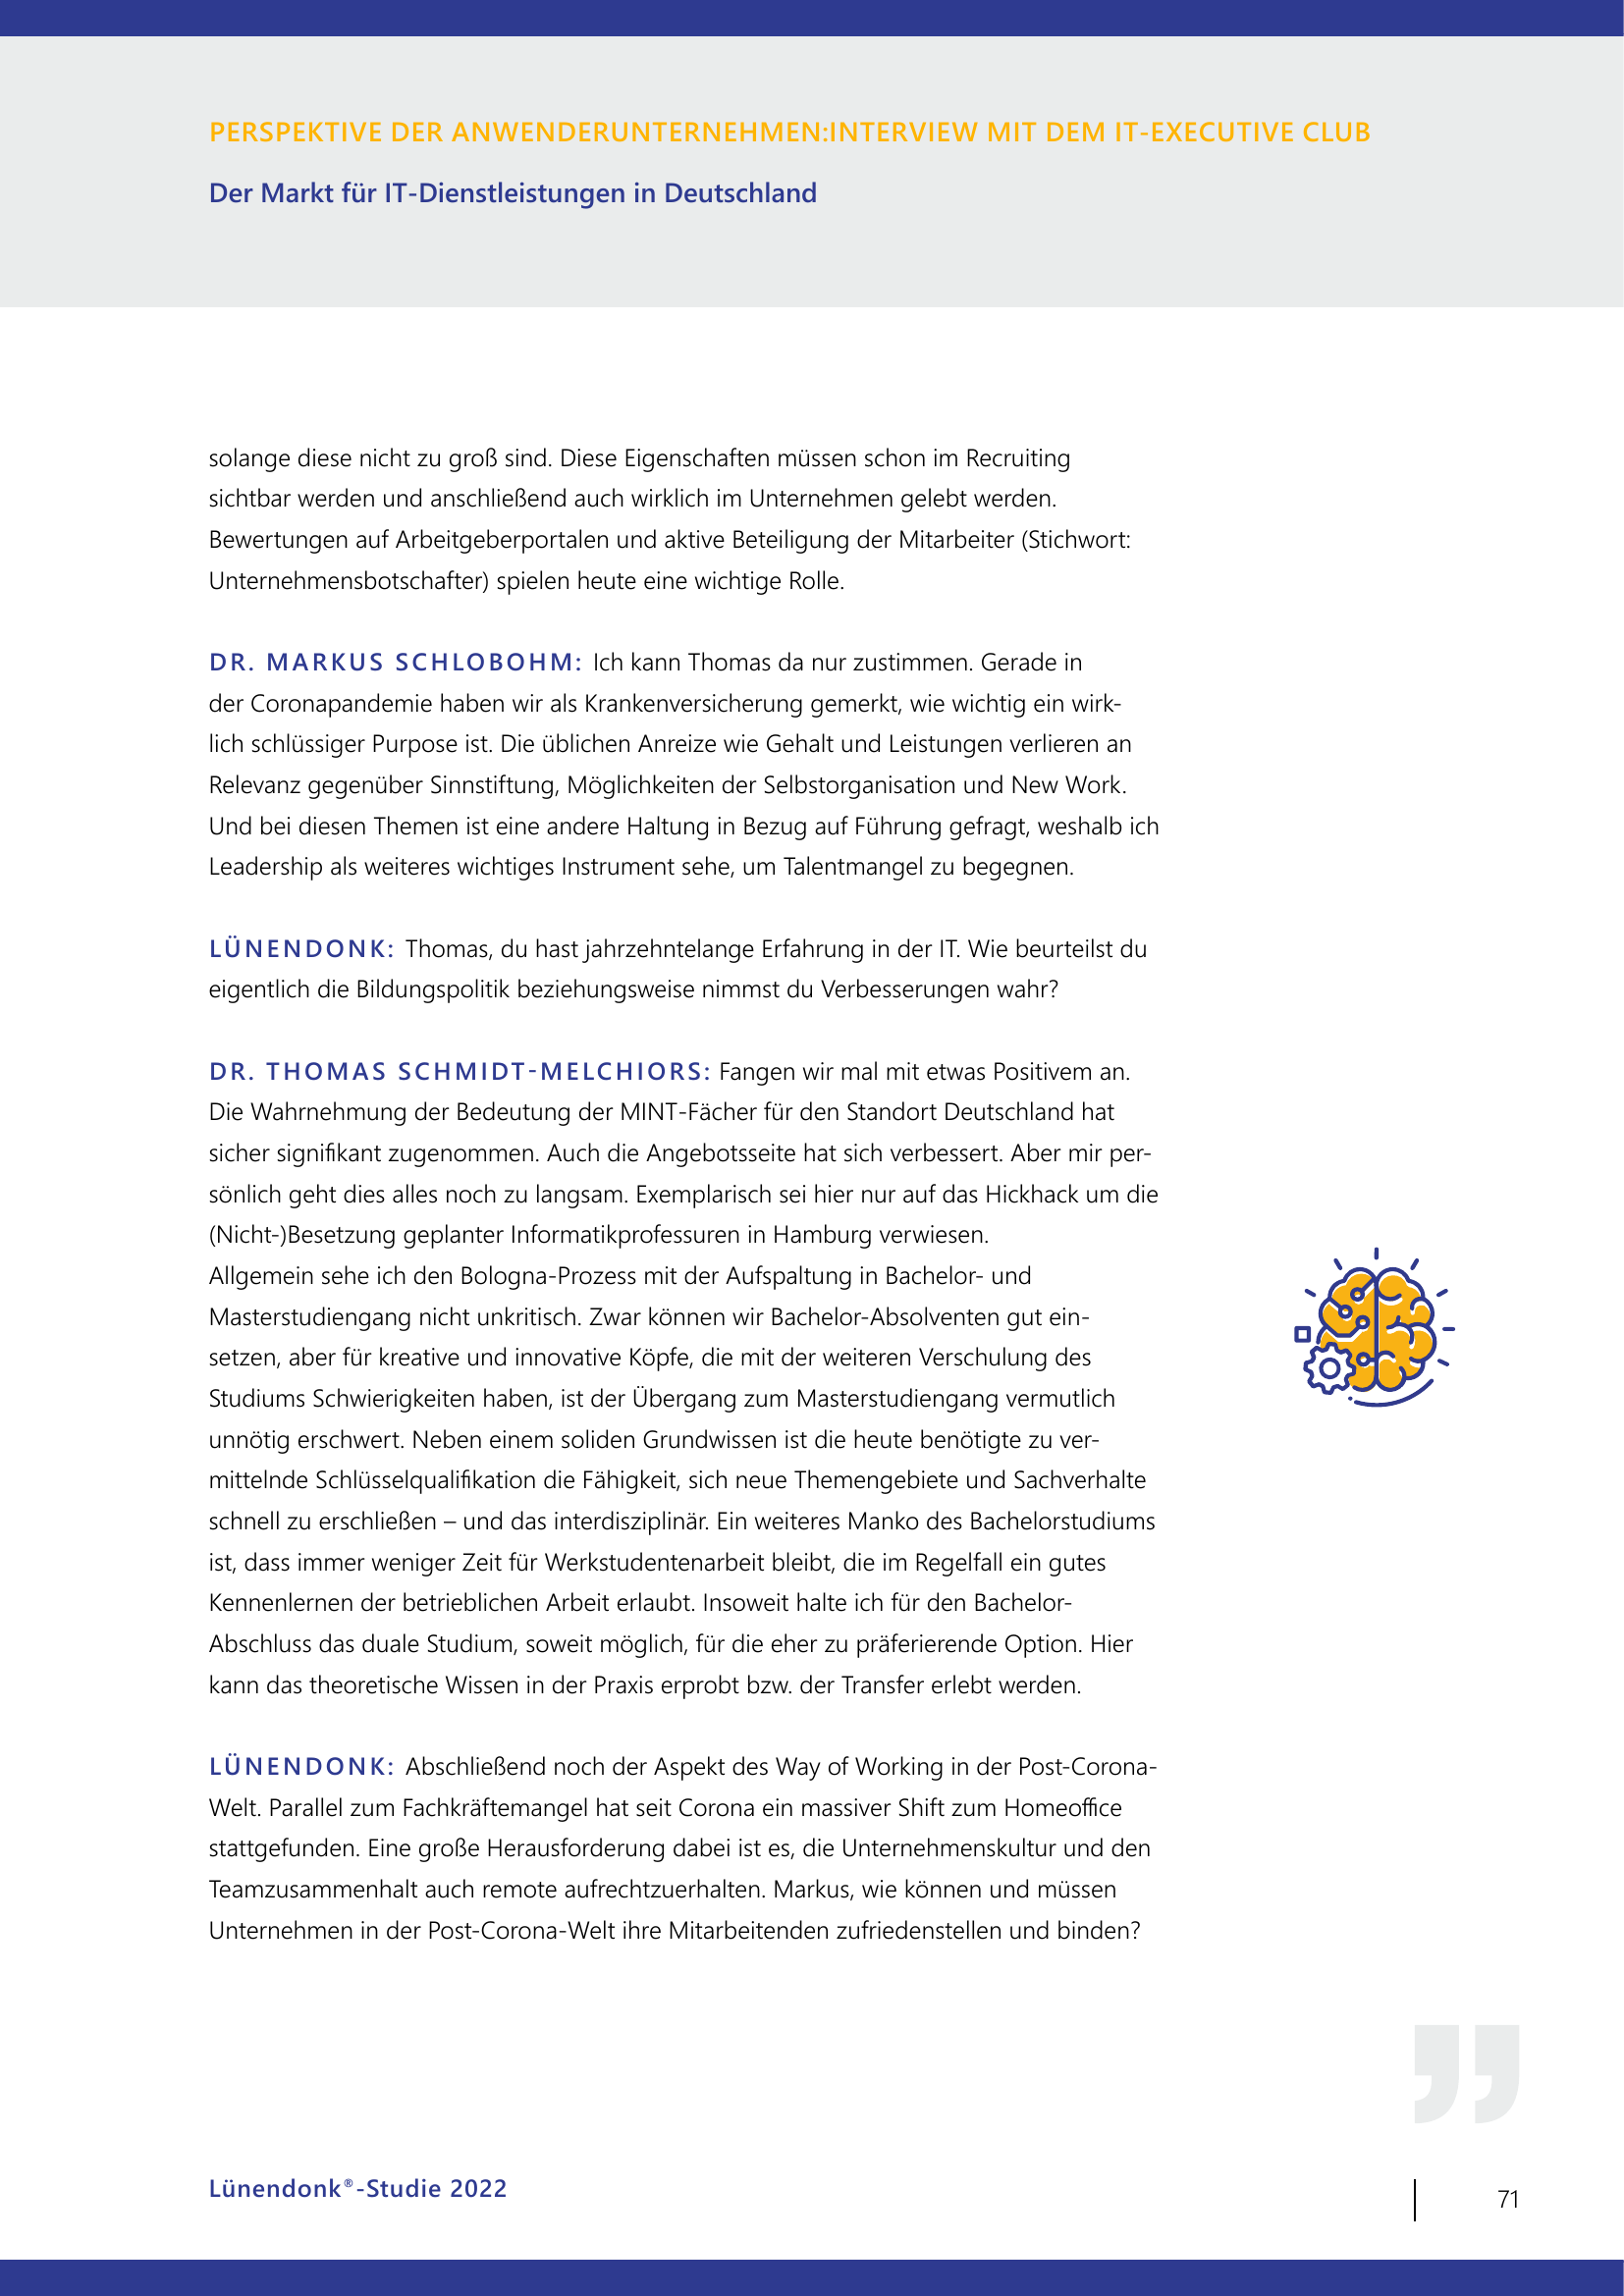 PERSPEKTIVE DER ANWENDERUNTERNEHMEN:INTERVIEW MIT DEM IT-EXECUTIVE CLUB
Der Markt für IT-Dienstleistungen in Deutschland
solange diese nicht zu groß sind. Diese Eigenschaften müssen schon im Recruiting
sichtbar werden und anschließend auch wirklich im Unternehmen gelebt werden.
Bewertungen auf Arbeitgeberportalen und aktive Beteiligung der Mitarbeiter (Stichwort:
Unternehmensbotschafter) spielen heute eine wichtige Rolle.
DR. MARKUS SCHLOBOHM: Ich kann Thomas da nur zustimmen. Gerade in
der Coronapandemie haben wir als Krankenversicherung gemerkt, wie wichtig ein wirk-
lich schlüssiger Purpose ist. Die üblichen Anreize wie Gehalt und Leistungen verlieren an
Relevanz gegenüber Sinnstiftung, Möglichkeiten der Selbstorganisation und New Work.
Und bei diesen Themen ist eine andere Haltung in Bezug auf Führung gefragt, weshalb ich
Leadership als weiteres wichtiges Instrument sehe, um Talentmangel zu begegnen.
LÜNENDONK: Thomas, du hast jahrzehntelange Erfahrung in der IT. Wie beurteilst du
eigentlich die Bildungspolitik beziehungsweise nimmst du Verbesserungen wahr?
DR. THOMAS SCHMIDT-MELCHIORS: Fangen wir mal mit etwas Positivem an.
Die Wahrnehmung der Bedeutung der MINT-Fächer für den Standort Deutschland hat
sicher signifikant zugenommen. Auch die Angebotsseite hat sich verbessert. Aber mir per-
sönlich geht dies alles noch zu langsam. Exemplarisch sei hier nur auf das Hickhack um die
(Nicht-)Besetzung geplanter Informatikprofessuren in Hamburg verwiesen.
Allgemein sehe ich den Bologna-Prozess mit der Aufspaltung in Bachelor- und
Masterstudiengang nicht unkritisch. Zwar können wir Bachelor-Absolventen gut ein-
setzen, aber für kreative und innovative Köpfe, die mit der weiteren Verschulung des
Studiums Schwierigkeiten haben, ist der Übergang zum Masterstudiengang vermutlich
unnötig erschwert. Neben einem soliden Grundwissen ist die heute benötigte zu ver-
mittelnde Schlüsselqualifikation die Fähigkeit, sich neue Themengebiete und Sachverhalte
schnell zu erschließen – und das interdisziplinär. Ein weiteres Manko des Bachelorstudiums
ist, dass immer weniger Zeit für Werkstudentenarbeit bleibt, die im Regelfall ein gutes
Kennenlernen der betrieblichen Arbeit erlaubt. Insoweit halte ich für den Bachelor-
Abschluss das duale Studium, soweit möglich, für die eher zu präferierende Option. Hier
kann das theoretische Wissen in der Praxis erprobt bzw. der Transfer erlebt werden.
LÜNENDONK: Abschließend noch der Aspekt des Way of Working in der Post-Corona-
Welt. Parallel zum Fachkräftemangel hat seit Corona ein massiver Shift zum Homeoffice
stattgefunden. Eine große Herausforderung dabei ist es, die Unternehmenskultur und den
Teamzusammenhalt auch remote aufrechtzuerhalten. Markus, wie können und müssen
Unternehmen in der Post-Corona-Welt ihre Mitarbeitenden zufriedenstellen und binden?
Lünendonk®-Studie 2022
71